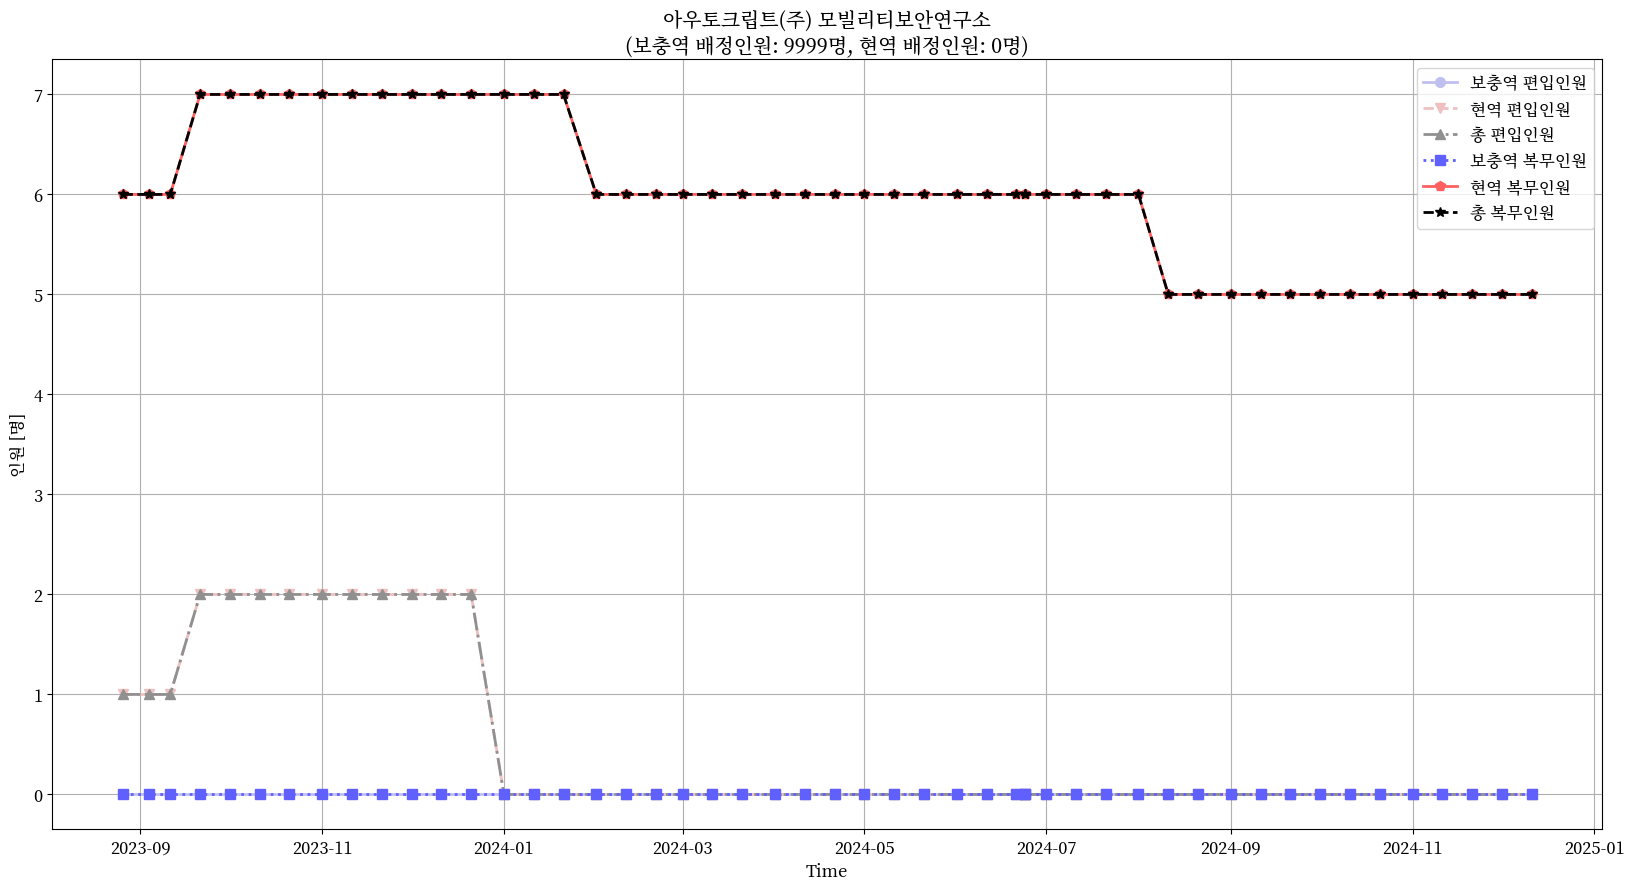 아우토크립트(주) 모빌리티보안연구소
(보충역 배정인원: 9999명, 현역 배정인원: 0명)
보충역 편입인원
현역 편입인원
총 편입인원
보충역 복무인원
현역 복무인원
총 복무인원
인원 [명]
7
6
5
4
3
2
1
0
2023-09
2023-11
2024-01
2024-03
2024-05
2024-07
2024-09
2024-11
2025-01
Time